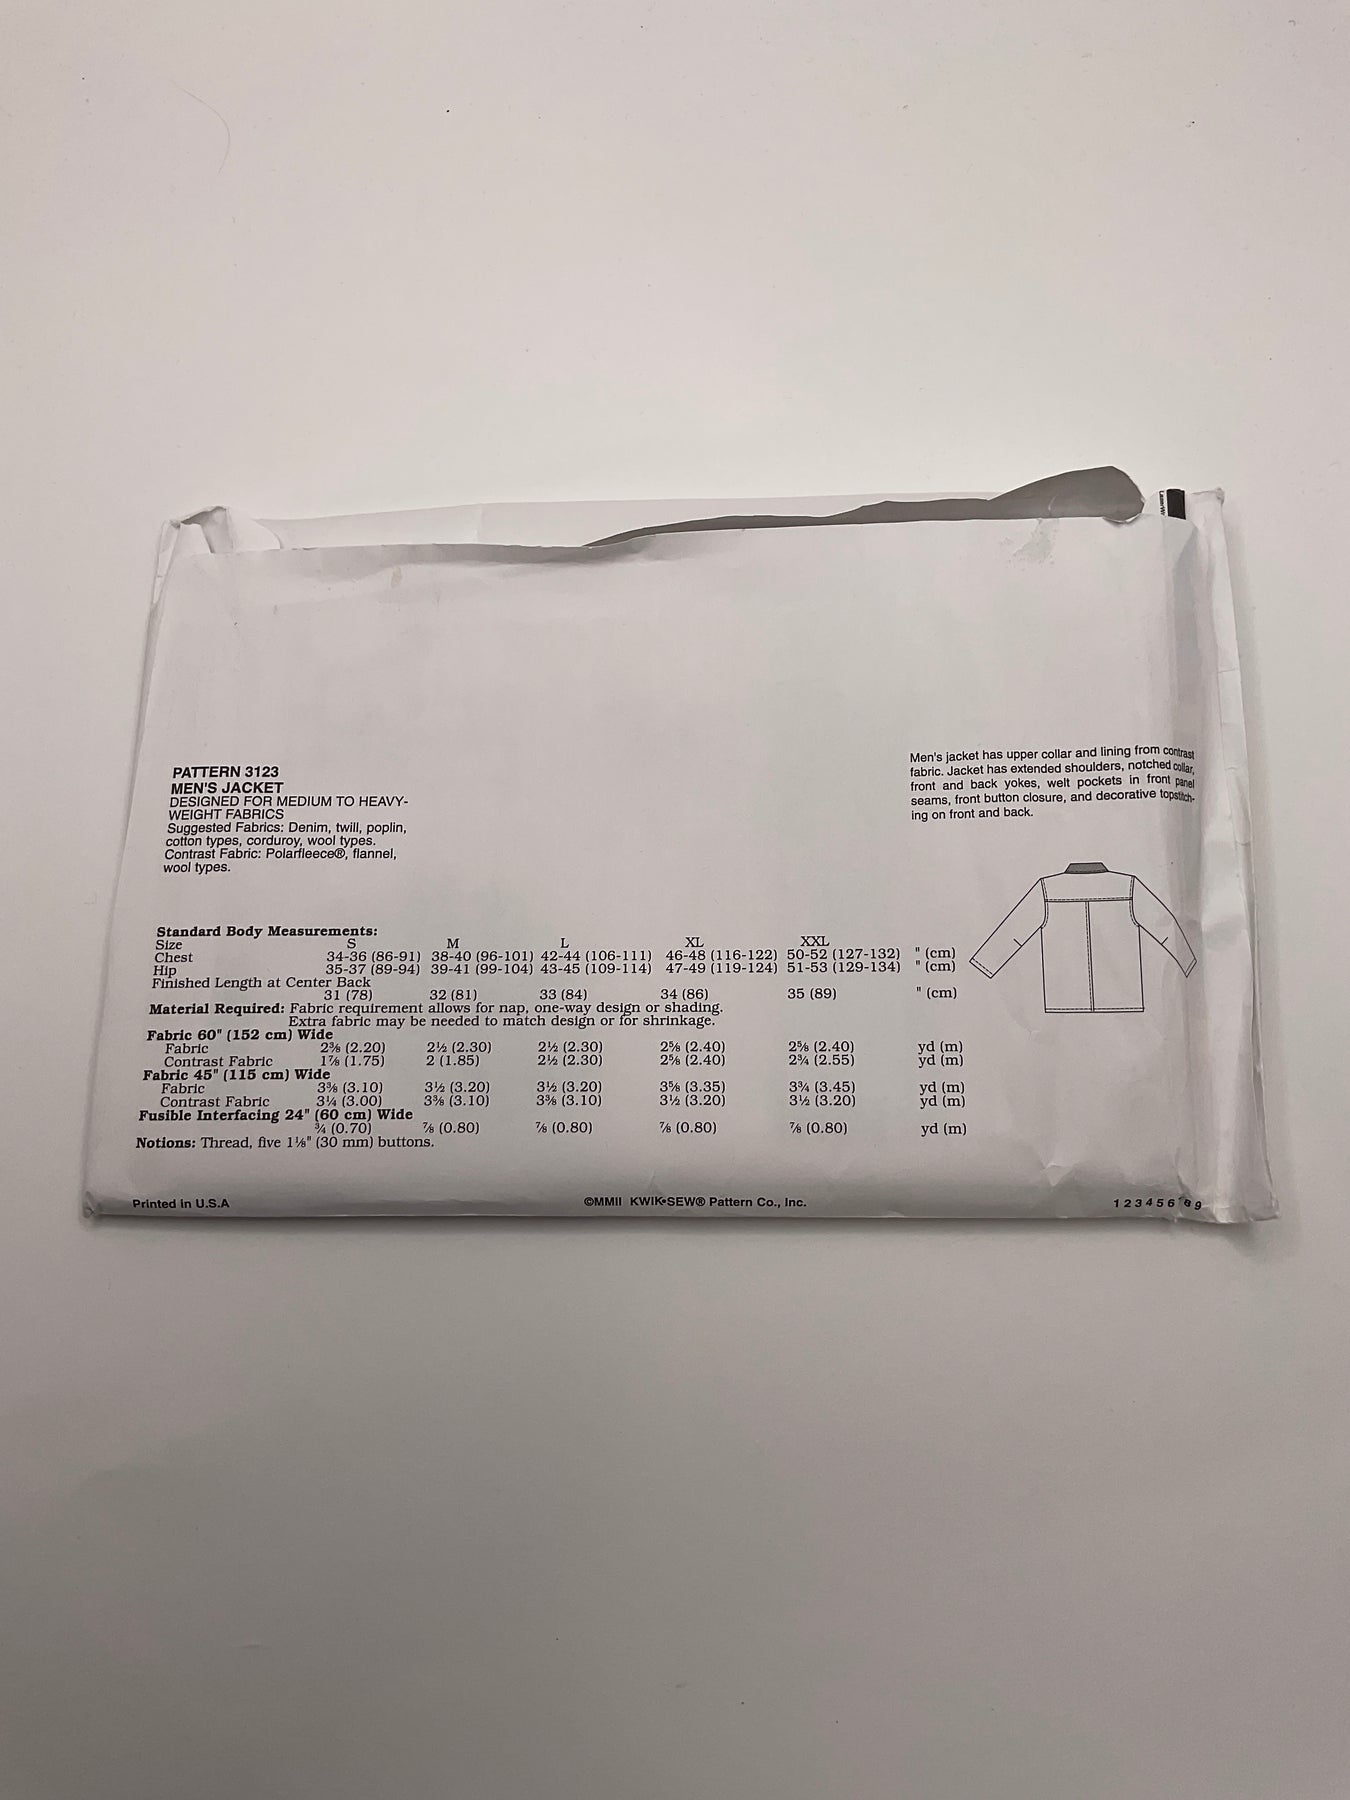 PATTERN 3123
MEN'S JACKET
DESIGNED FOR MEDIUM TO HEAVY-
WEIGHT FABRICS
Suggested Fabrics: Denim, twill, poplin,
cotton types, corduroy, wool types.
Contrast Fabric: Polarfleece®, flannel,
wool types.
Men's jacket has upper collar and lining from contrast
fabric. Jacket has extended shoulders, notched collar,
front and back yokes, welt pockets in front panel
seams, front button closure, and decorative topstitch-
ing on front and back.
Standard Body Measurements:
Size S M L XL XXL
Chest 34-36 (86-91) 38-40 (96-101) 42-44 (106-111) 46-48 (116-122) 50-52 (127-132) " (cm)
Hip 35-37 (89-94) 39-41 (99-104) 43-45 (109-114) 47-49 (119-124) 51-53 (129-134) " (cm)
Finished Length at Center Back
31 (78) 32 (81) 33 (84) 34 (86) 35 (89) " (cm)
Material Required: Fabric requirement allows for nap, one-way design or shading.
Extra fabric may be needed to match design or for shrinkage.
Fabric 60" (152 cm) Wide
Fabric 2⅜ (2.20) 2½ (2.30) 2½ (2.30) 2⅝ (2.40) 2⅝ (2.40) yd (m)
Contrast Fabric 1⅞ (1.75) 2 (1.85) 2½ (2.30) 2⅝ (2.40) 2¾ (2.55) yd (m)
Fabric 45" (115 cm) Wide
Fabric 3⅜ (3.10) 3½ (3.20) 3½ (3.20) 3⅝ (3.35) 3¾ (3.45) yd (m)
Contrast Fabric 3¼ (3.00) 3⅜ (3.10) 3⅜ (3.10) 3½ (3.20) 3½ (3.20) yd (m)
Fusible Interfacing 24" (60 cm) Wide
¾ (0.70) ⅞ (0.80) ⅞ (0.80) ⅞ (0.80) ⅞ (0.80) yd (m)
Notions: Thread, five 1⅛" (30 mm) buttons.
Printed in U.S.A ©MMII KWIK•SEW® Pattern Co., Inc. 1 2 3 4 5 6 7 8 9